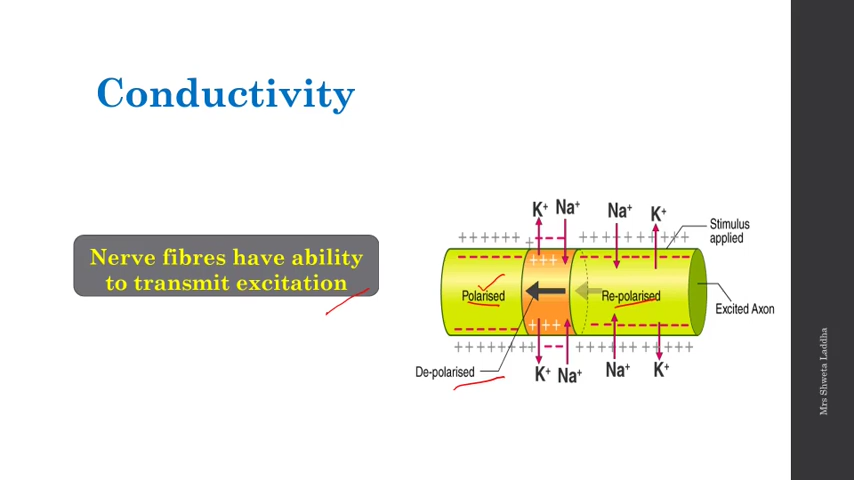 Conductivity
Nerve fibres have ability
to transmit excitation
K+ Na+ Na+ K+
Stimulus
applied
++++++ + +++++++++++
+++
Polarised
Re-polarised
Excited Axon
+++
++++++++ ++++++++++++
De-polarised
K+ Na+ Na+ K+
Mrs Shweta Laddha